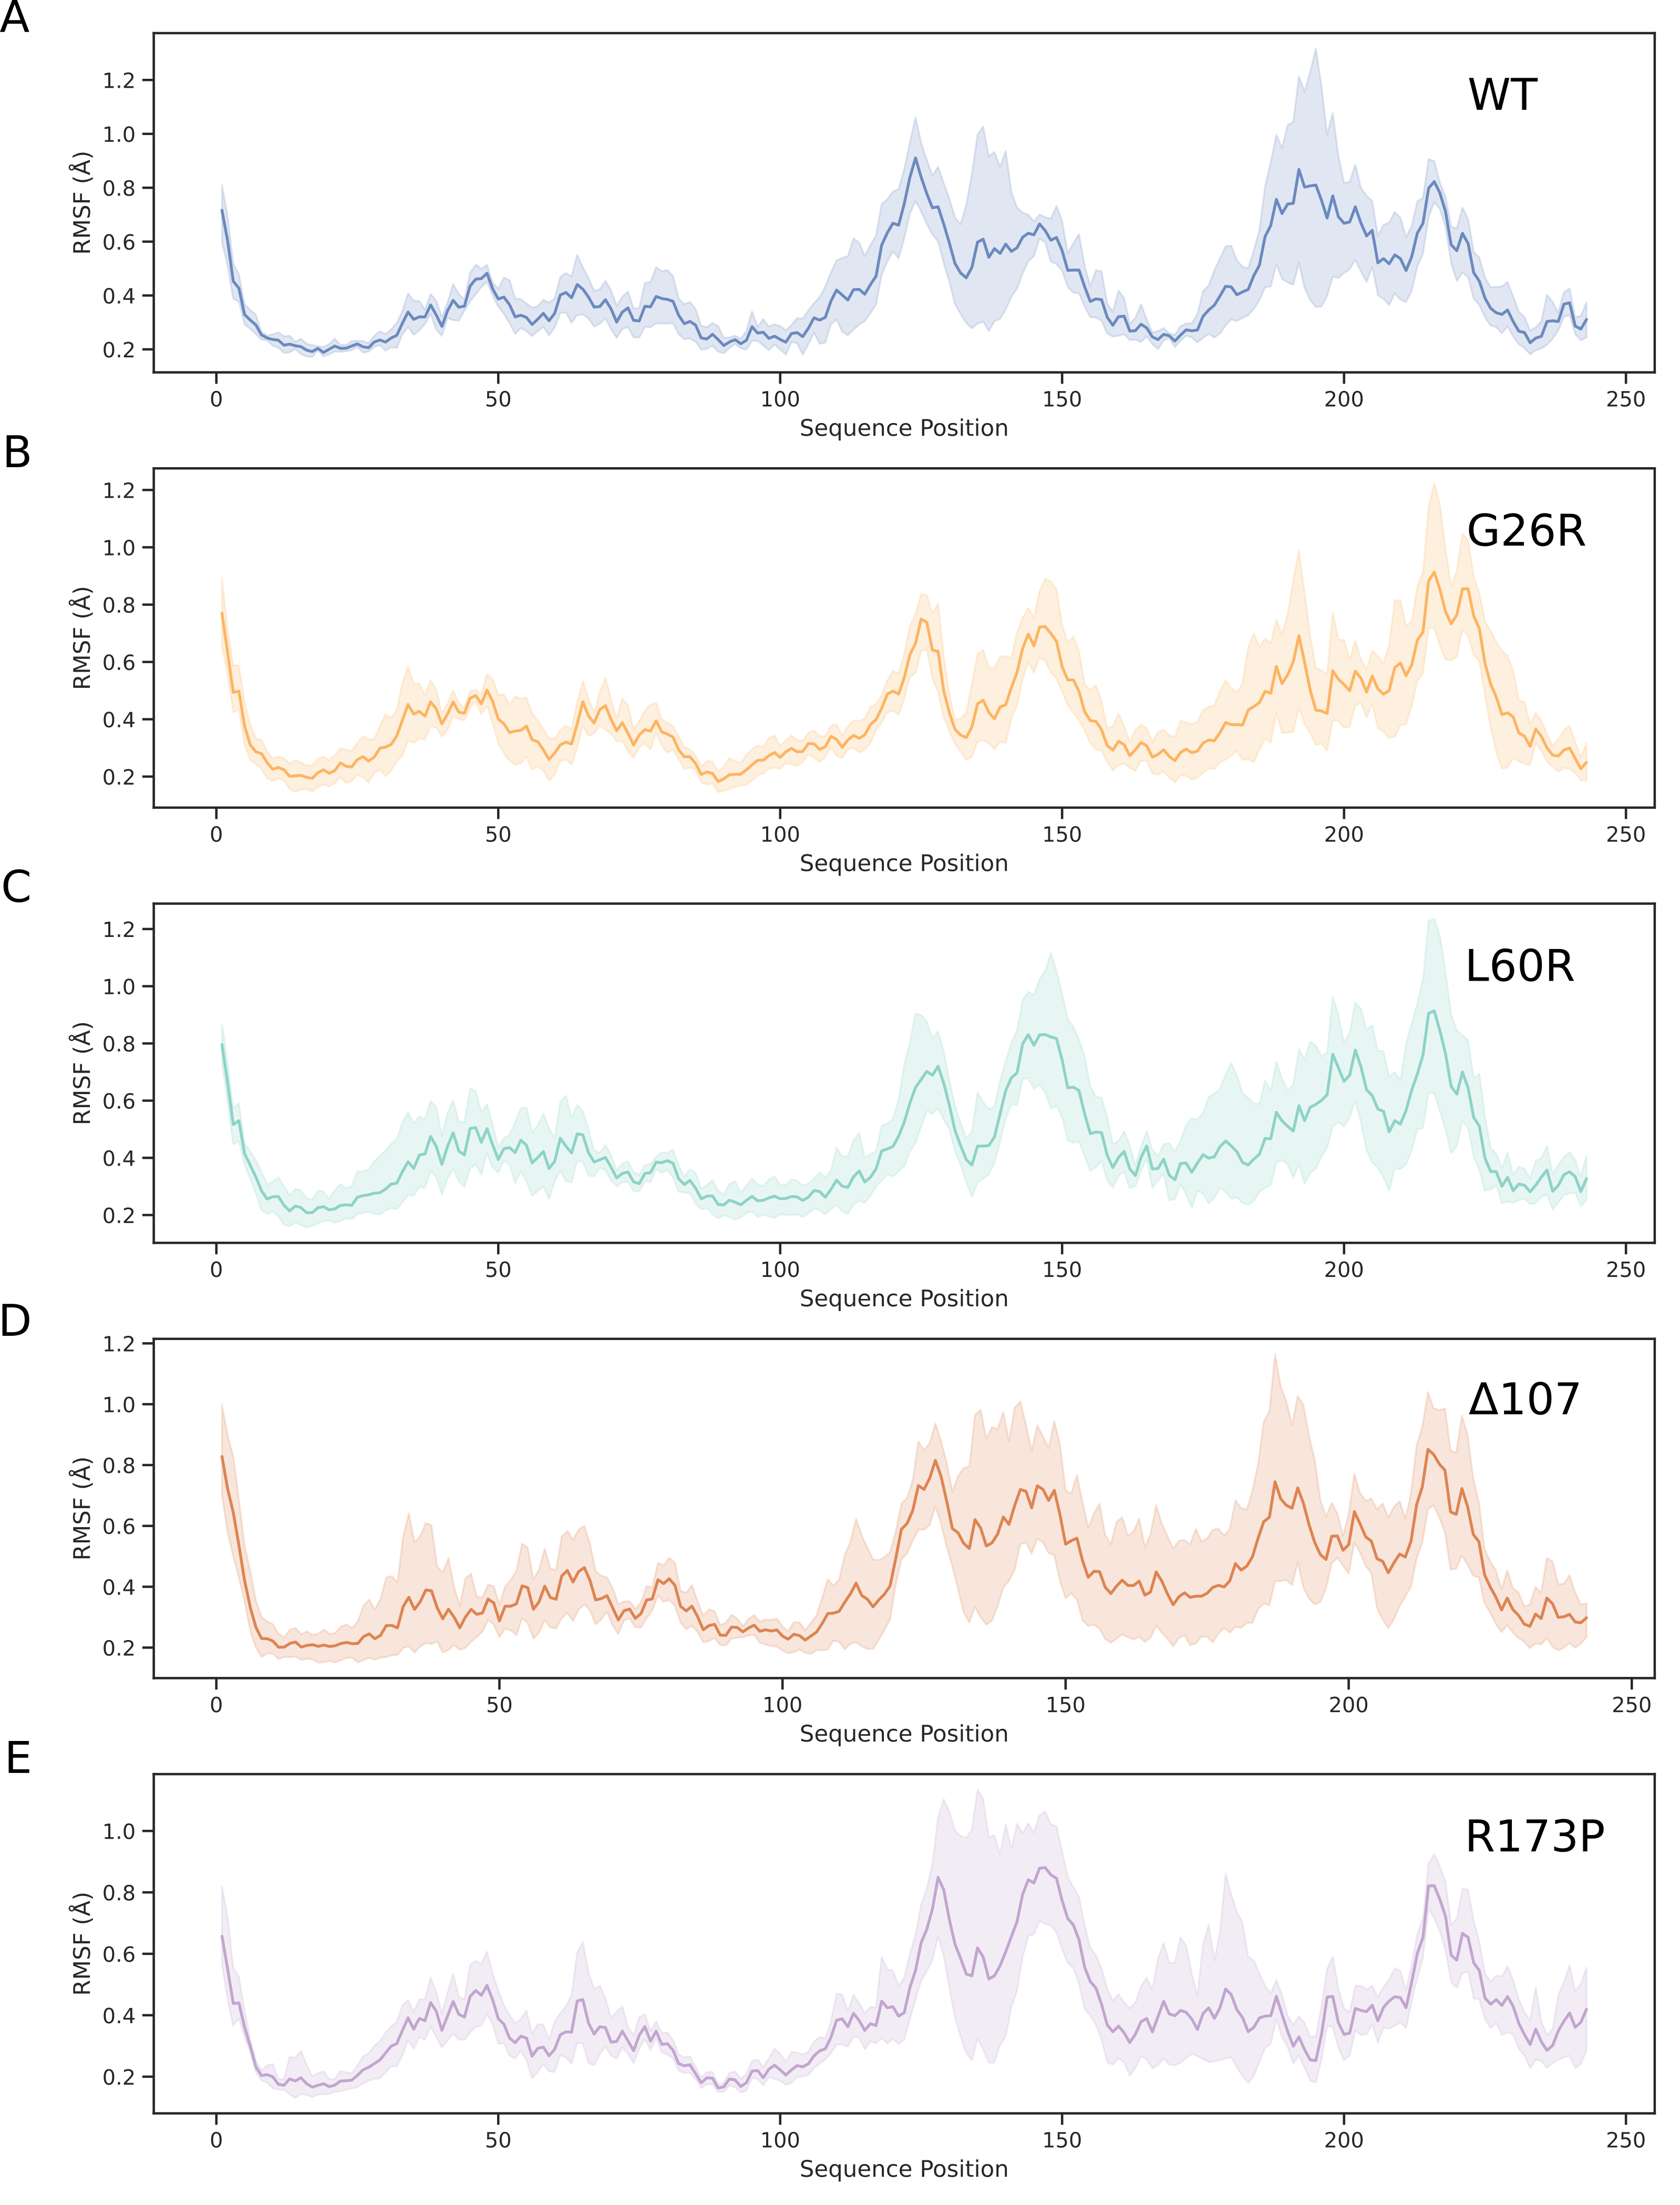 A
WT
RMSF (Å)
1.2
1.0
0.8
0.6
0.4
0.2
0 50 100 150 200 250
Sequence Position
B
G26R
RMSF (Å)
1.2
1.0
0.8
0.6
0.4
0.2
0 50 100 150 200 250
Sequence Position
C
L60R
RMSF (Å)
1.2
1.0
0.8
0.6
0.4
0.2
0 50 100 150 200 250
Sequence Position
D
Δ107
RMSF (Å)
1.2
1.0
0.8
0.6
0.4
0.2
0 50 100 150 200 250
Sequence Position
E
R173P
RMSF (Å)
1.0
0.8
0.6
0.4
0.2
0 50 100 150 200 250
Sequence Position